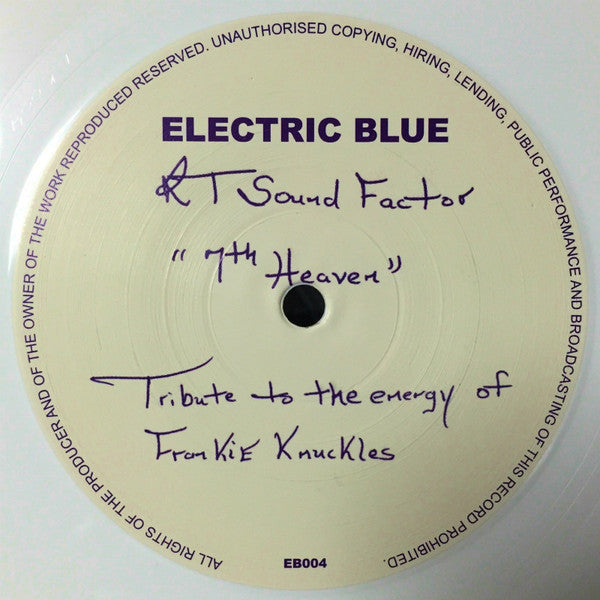 ALL RIGHTS OF THE PRODUCER AND OF THE OWNER OF THE WORK REPRODUCED RESERVED. UNAUTHORISED COPYING, HIRING, LENDING, PUBLIC PERFORMANCE AND BROADCASTING OF THIS RECORD PROHIBITED.
ELECTRIC BLUE
RT Sound Factor
"7th Heaven"
Tribute to the energy of
Frankie Knuckles
EB004